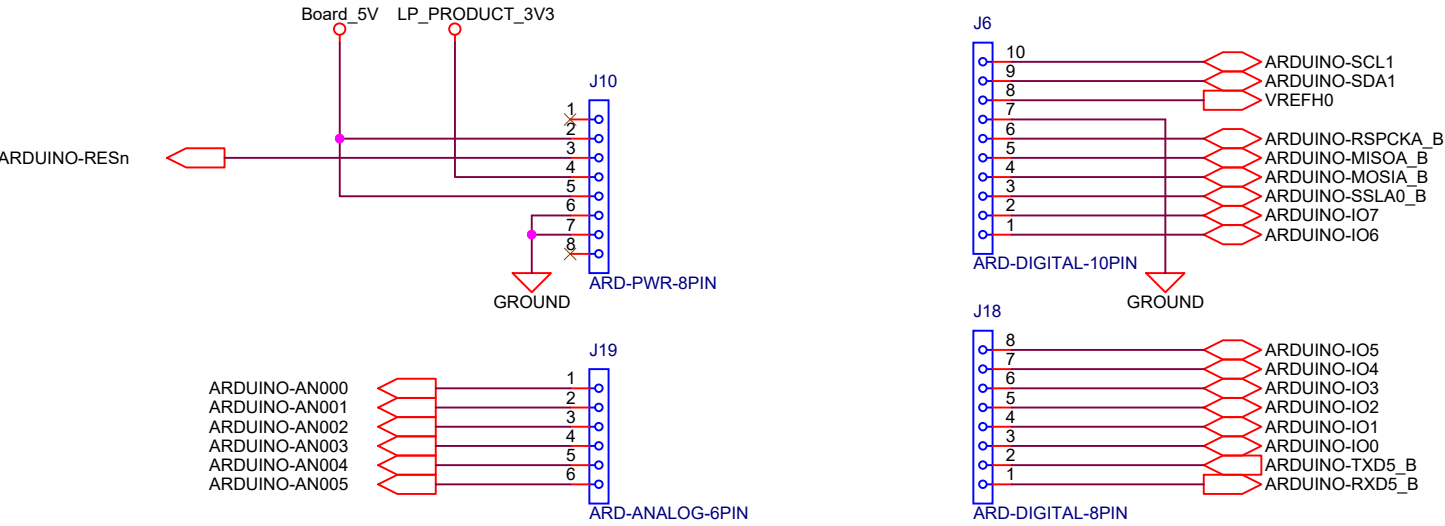 Board_5V LP_PRODUCT_3V3
J10
1
2
3
4
5
6
7
8
ARDUINO-RESn
GROUND
ARD-PWR-8PIN
J6
10 ARDUINO-SCL1
9 ARDUINO-SDA1
8 VREFH0
7
6 ARDUINO-RSPCKA_B
5 ARDUINO-MISOA_B
4 ARDUINO-MOSIA_B
3 ARDUINO-SSLA0_B
2 ARDUINO-IO7
1 ARDUINO-IO6
ARD-DIGITAL-10PIN
GROUND
J19
ARDUINO-AN000 1
ARDUINO-AN001 2
ARDUINO-AN002 3
ARDUINO-AN003 4
ARDUINO-AN004 5
ARDUINO-AN005 6
ARD-ANALOG-6PIN
J18
8 ARDUINO-IO5
7 ARDUINO-IO4
6 ARDUINO-IO3
5 ARDUINO-IO2
4 ARDUINO-IO1
3 ARDUINO-IO0
2 ARDUINO-TXD5_B
1 ARDUINO-RXD5_B
ARD-DIGITAL-8PIN